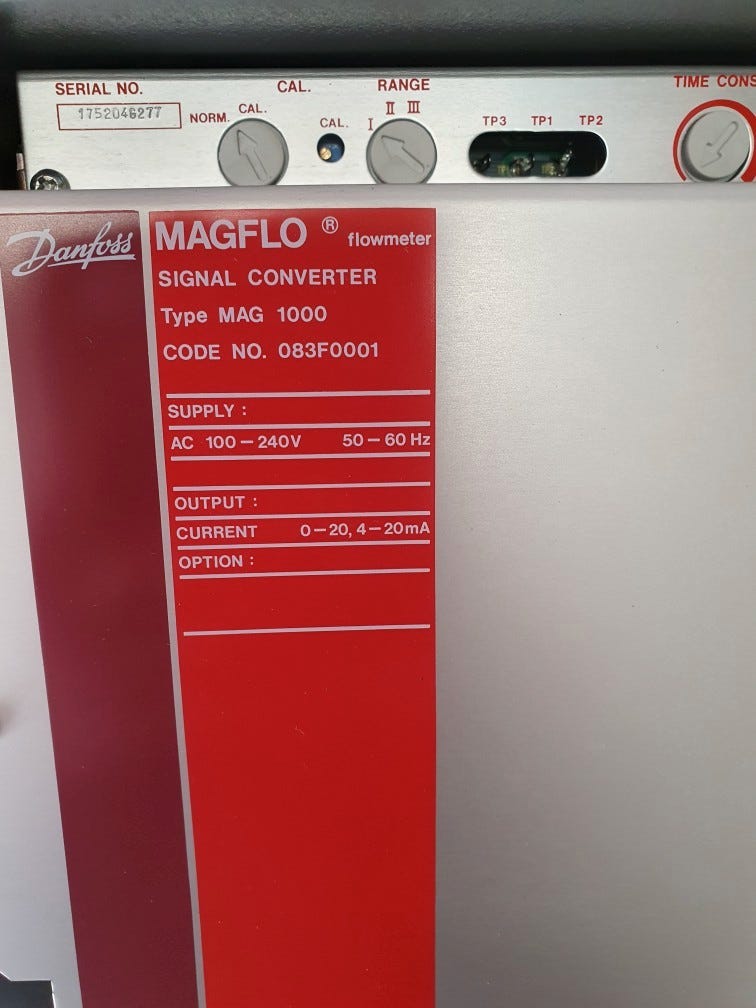 SERIAL NO.
CAL.
RANGE
TIME CONS
1752046277
NORM.
CAL.
CAL.
I
II III
TP3 TP1 TP2
Danfoss
MAGFLO ® flowmeter
SIGNAL CONVERTER
Type MAG 1000
CODE NO. 083F0001
SUPPLY :
AC 100-240V 50-60 Hz
OUTPUT :
CURRENT 0-20, 4-20mA
OPTION :